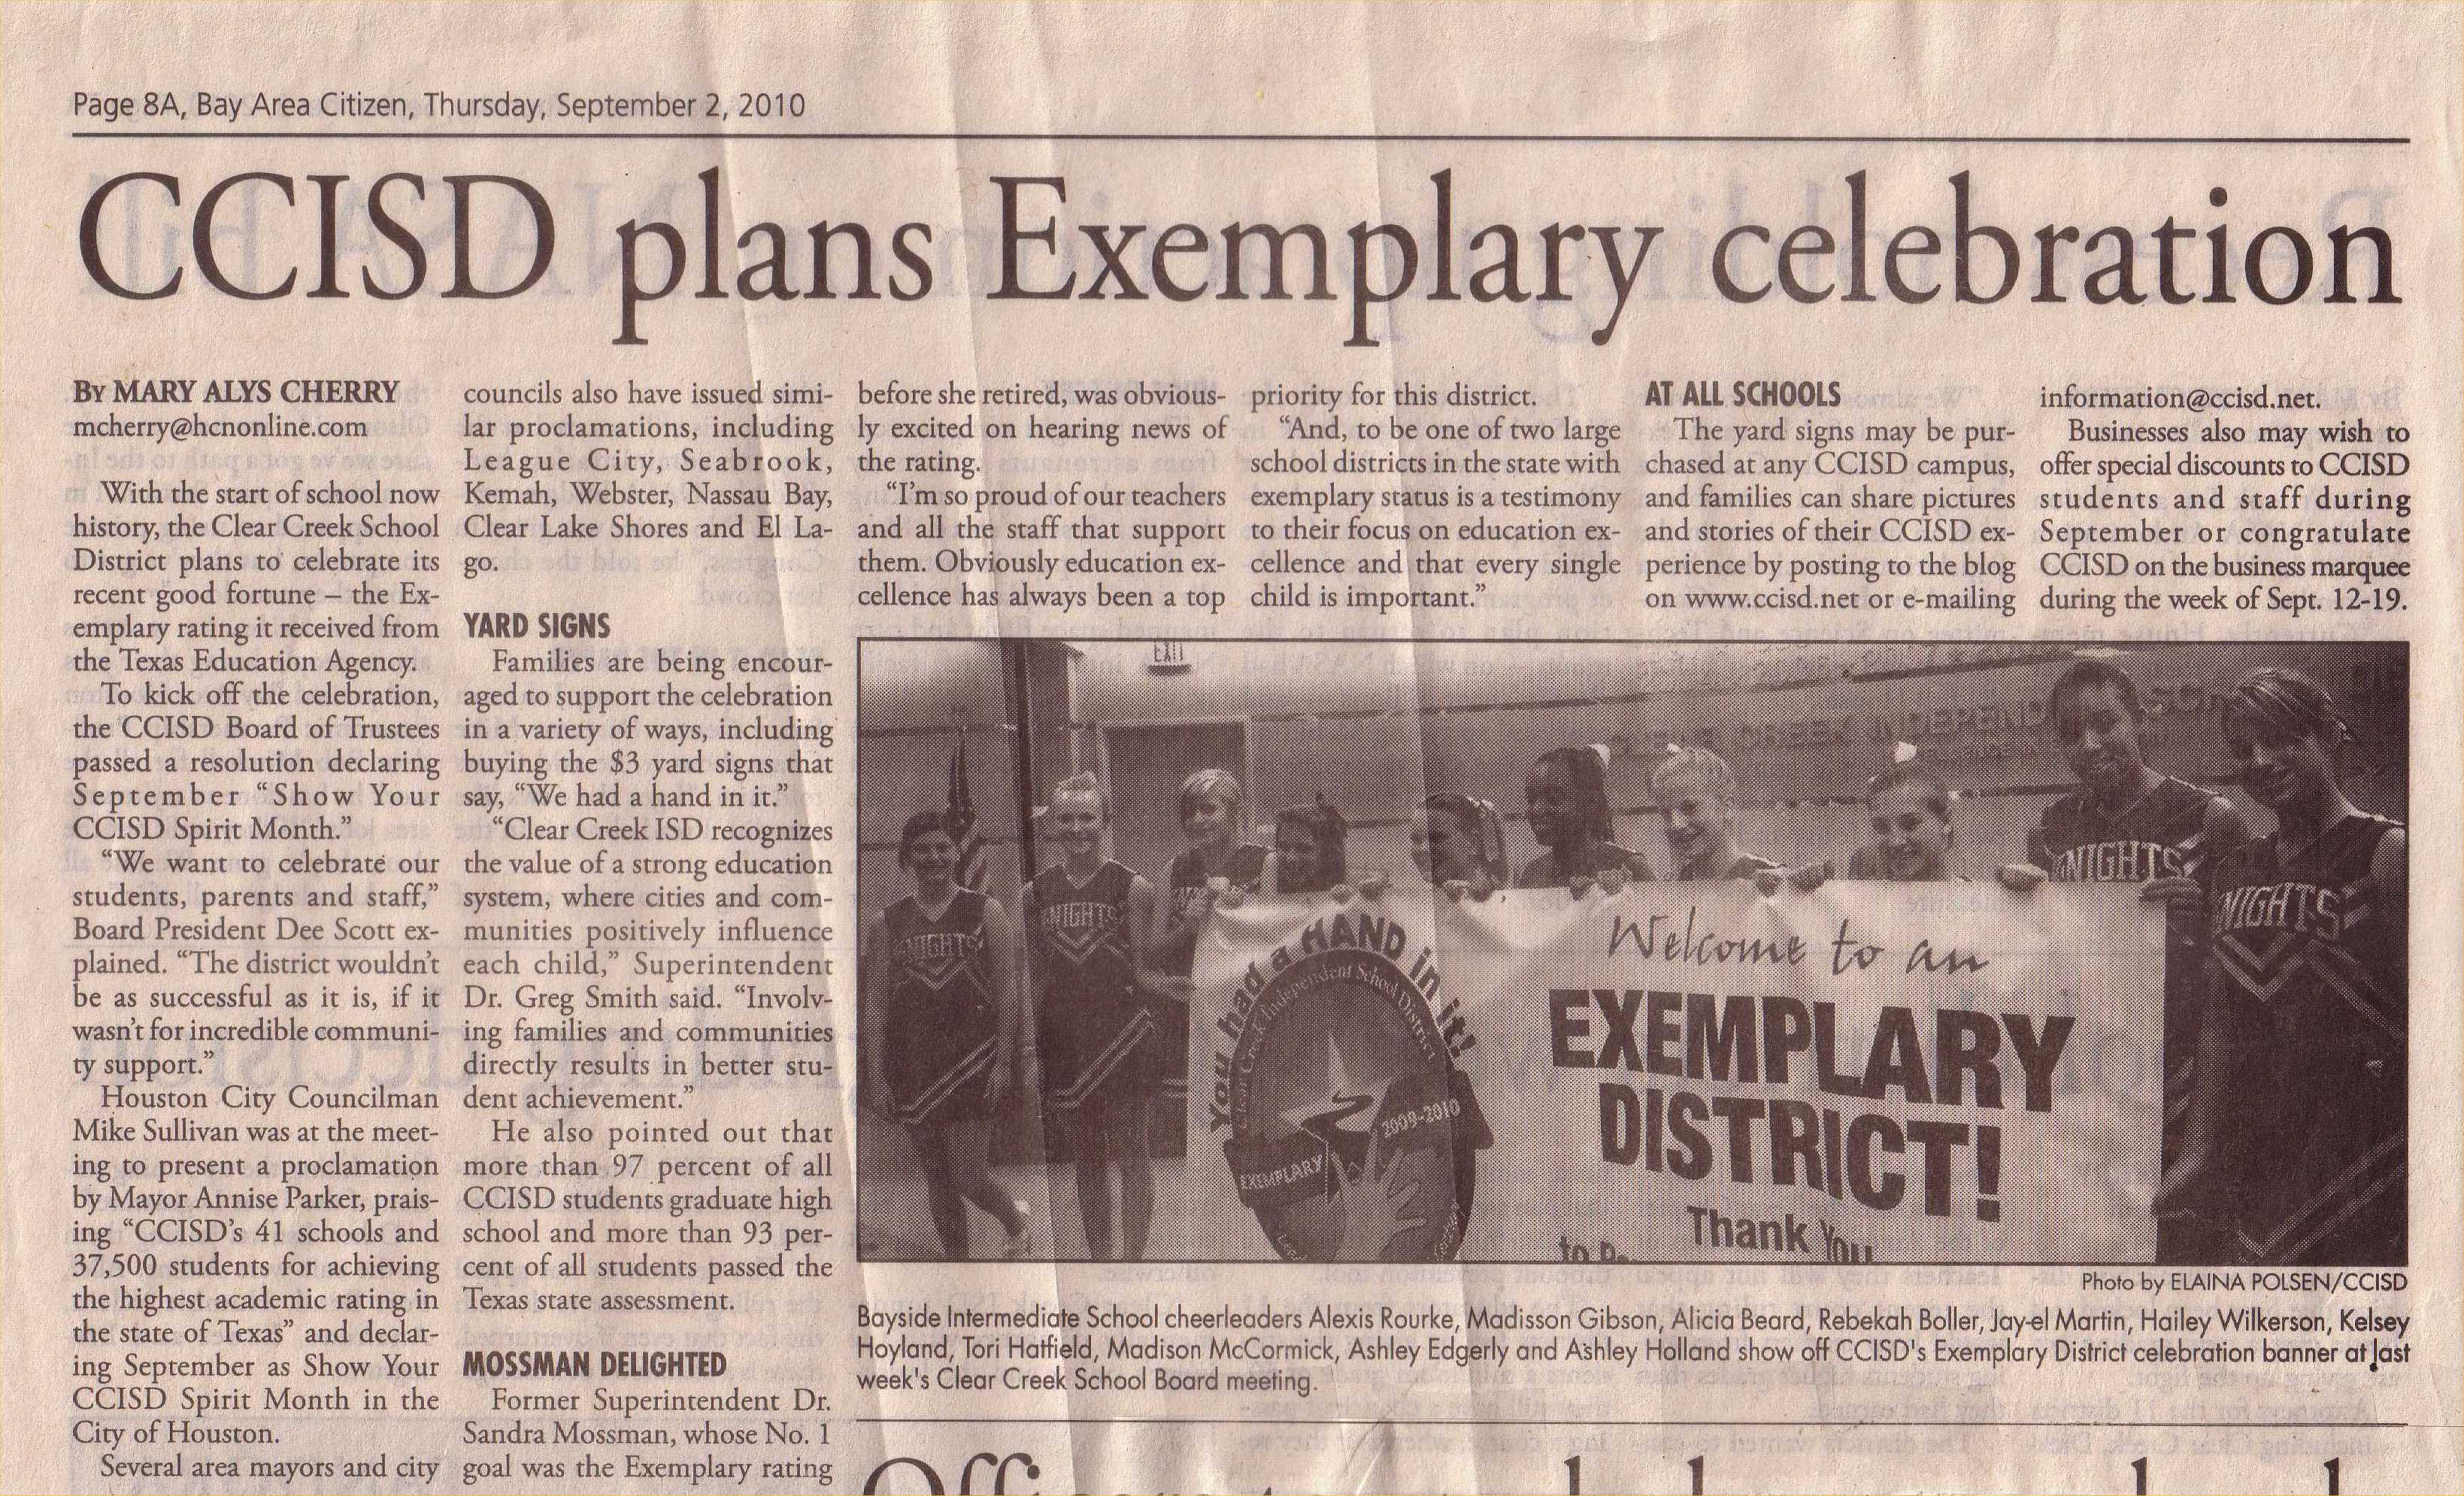 Page 8A, Bay Area Citizen, Thursday, September 2, 2010
CCISD plans Exemplary celebration
By MARY ALYS CHERRY
mcherry@hcnonline.com
With the start of school now
history, the Clear Creek School
District plans to celebrate its
recent good fortune – the Ex-
emplary rating it received from
the Texas Education Agency.
To kick off the celebration,
the CCISD Board of Trustees
passed a resolution declaring
September “Show Your
CCISD Spirit Month.”
“We want to celebrate our
students, parents and staff,”
Board President Dee Scott ex-
plained. “The district wouldn’t
be as successful as it is, if it
wasn’t for incredible communi-
ty support.”
Houston City Councilman
Mike Sullivan was at the meet-
ing to present a proclamation
by Mayor Annise Parker, prais-
ing “CCISD’s 41 schools and
37,500 students for achieving
the highest academic rating in
the state of Texas” and declar-
ing September as Show Your
CCISD Spirit Month in the
City of Houston.
Several area mayors and city
councils also have issued simi-
lar proclamations, including
League City, Seabrook,
Kemah, Webster, Nassau Bay,
Clear Lake Shores and El La-
go.
YARD SIGNS
Families are being encour-
aged to support the celebration
in a variety of ways, including
buying the $3 yard signs that
say, “We had a hand in it.”
“Clear Creek ISD recognizes
the value of a strong education
system, where cities and com-
munities positively influence
each child,” Superintendent
Dr. Greg Smith said. “Involv-
ing families and communities
directly results in better stu-
dent achievement.”
He also pointed out that
more than 97 percent of all
CCISD students graduate high
school and more than 93 per-
cent of all students passed the
Texas state assessment.
MOSSMAN DELIGHTED
Former Superintendent Dr.
Sandra Mossman, whose No. 1
goal was the Exemplary rating
before she retired, was obvious-
ly excited on hearing news of
the rating.
“I’m so proud of our teachers
and all the staff that support
them. Obviously education ex-
cellence has always been a top
priority for this district.
“And, to be one of two large
school districts in the state with
exemplary status is a testimony
to their focus on education ex-
cellence and that every single
child is important.”
AT ALL SCHOOLS
The yard signs may be pur-
chased at any CCISD campus,
and families can share pictures
and stories of their CCISD ex-
perience by posting to the blog
on www.ccisd.net or e-mailing
information@ccisd.net.
Businesses also may wish to
offer special discounts to CCISD
students and staff during
September or congratulate
CCISD on the business marquee
during the week of Sept. 12-19.
EXIT
CLEAR CREEK INDEPEND
KNIGHTS
KNIGHTS
KNIGHTS
KNIGHTS
You had a HAND in it!
Clear Creek Independent School District
2009-2010
EXEMPLARY
Welcome to an
EXEMPLARY
DISTRICT!
Thank You
Photo by ELAINA POLSEN/CCISD
Bayside Intermediate School cheerleaders Alexis Rourke, Madisson Gibson, Alicia Beard, Rebekah Boller, Jay-el Martin, Hailey Wilkerson, Kelsey
Hoyland, Tori Hatfield, Madison McCormick, Ashley Edgerly and Ashley Holland show off CCISD's Exemplary District celebration banner at last
week's Clear Creek School Board meeting.